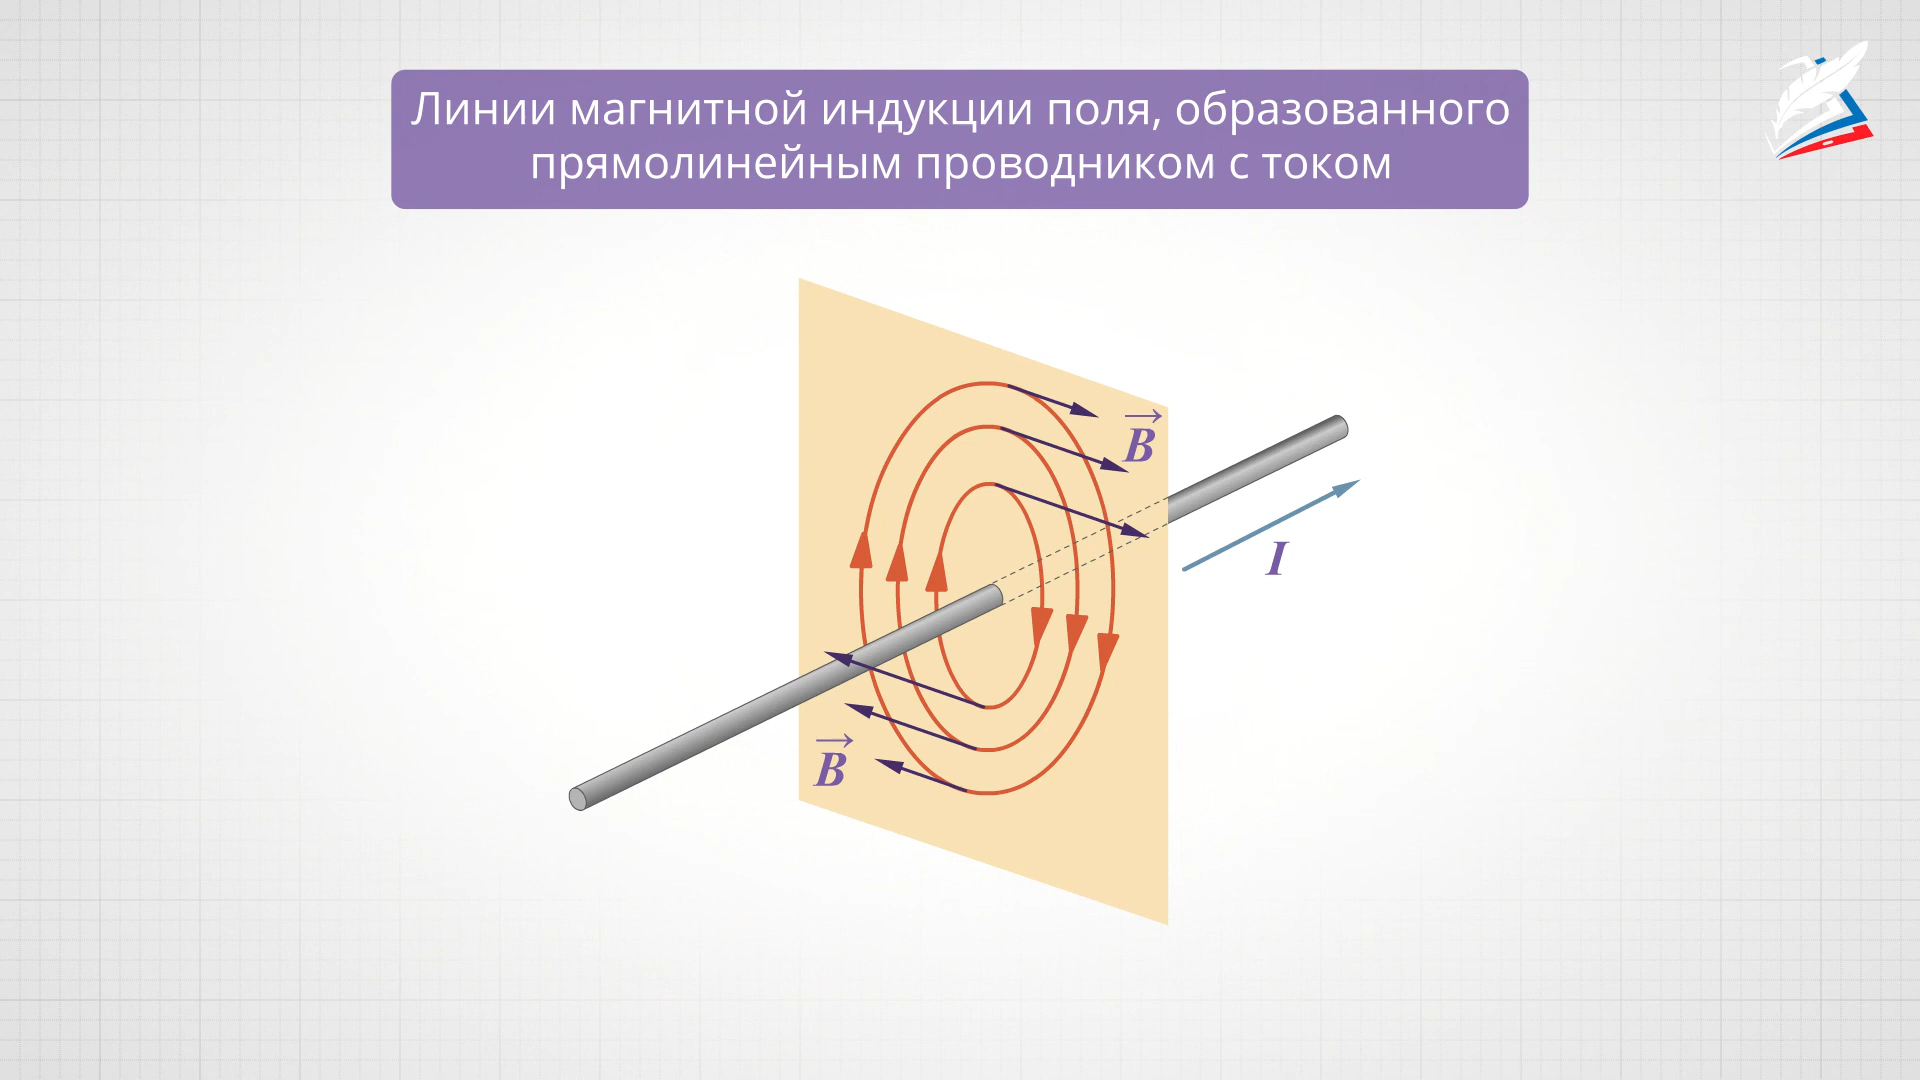 Линии магнитной индукции поля, образованного
прямолинейным проводником с током
B
I
B